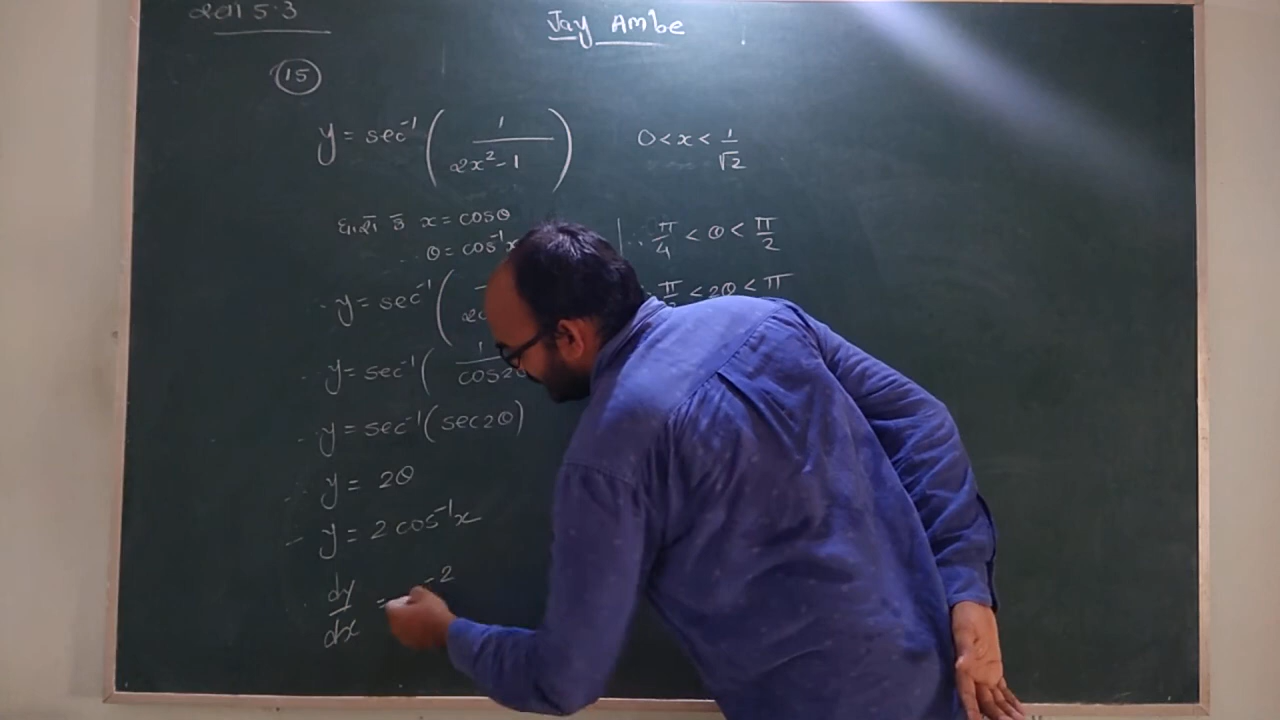 સ્વા 5.3
Jay Ambe
15
y = sec⁻¹ ( 1 / 2x² - 1 ) 0 < x < 1/√2
ધારો કે x = cosθ
θ = cos⁻¹x ∴ π/4 < θ < π/2
∴ y = sec⁻¹ ( π/2 < 2θ < π
∴ y = sec⁻¹ ( 1 / cos2θ
∴ y = sec⁻¹ (sec2θ)
∴ y = 2θ
∴ y = 2 cos⁻¹x
∴ dy/dx = -2